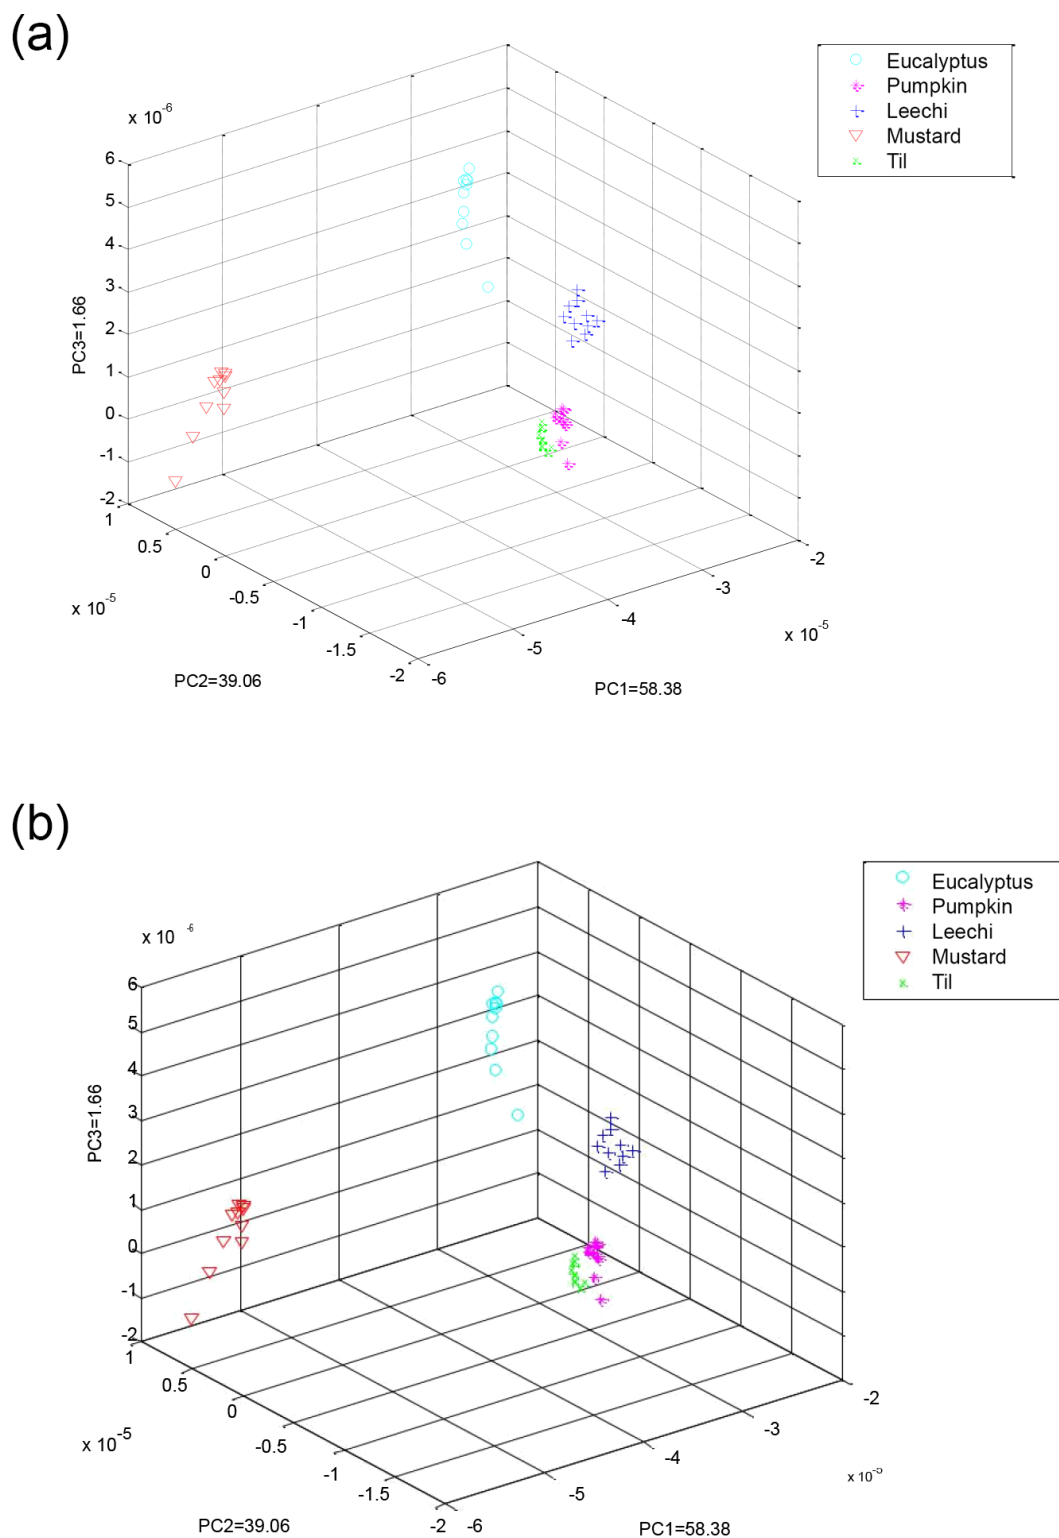 (a)
Eucalyptus
Pumpkin
Leechi
Mustard
Til
x 10^-6
6
5
4
3
2
1
0
-1
-2
PC3=1.66
1
0.5
0
-0.5
-1
-1.5
-2
x 10^-5
PC2=39.06
-6
-5
-4
-3
-2
x 10^-5
PC1=58.38
(b)
Eucalyptus
Pumpkin
Leechi
Mustard
Til
x 10^-6
6
5
4
3
2
1
0
-1
-2
PC3=1.66
1
0.5
0
-0.5
-1
-1.5
-2
x 10^-5
PC2=39.06
-6
-5
-4
-3
-2
x 10^-5
PC1=58.38